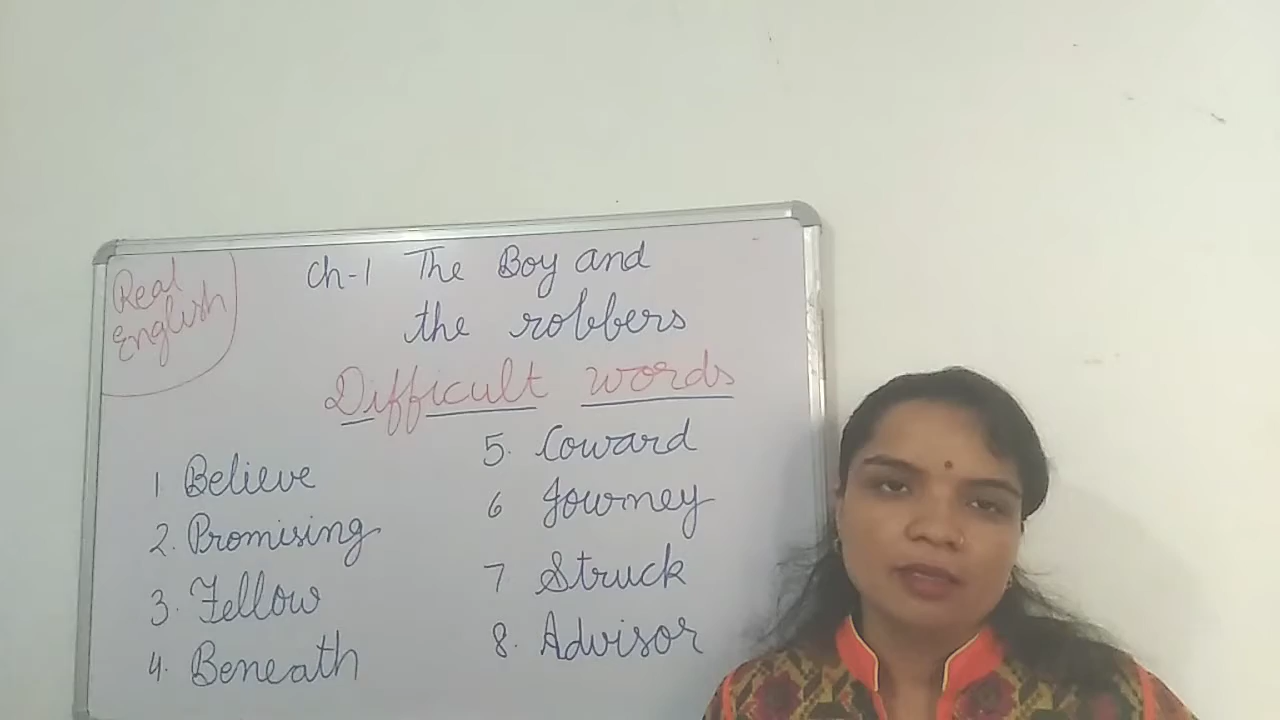 Real
English
Ch-1 The Boy and
the robbers
Difficult words
1 Believe
2. Promising
3. Fellow
4. Beneath
5. Coward
6 Journey
7 Struck
8. Advisor